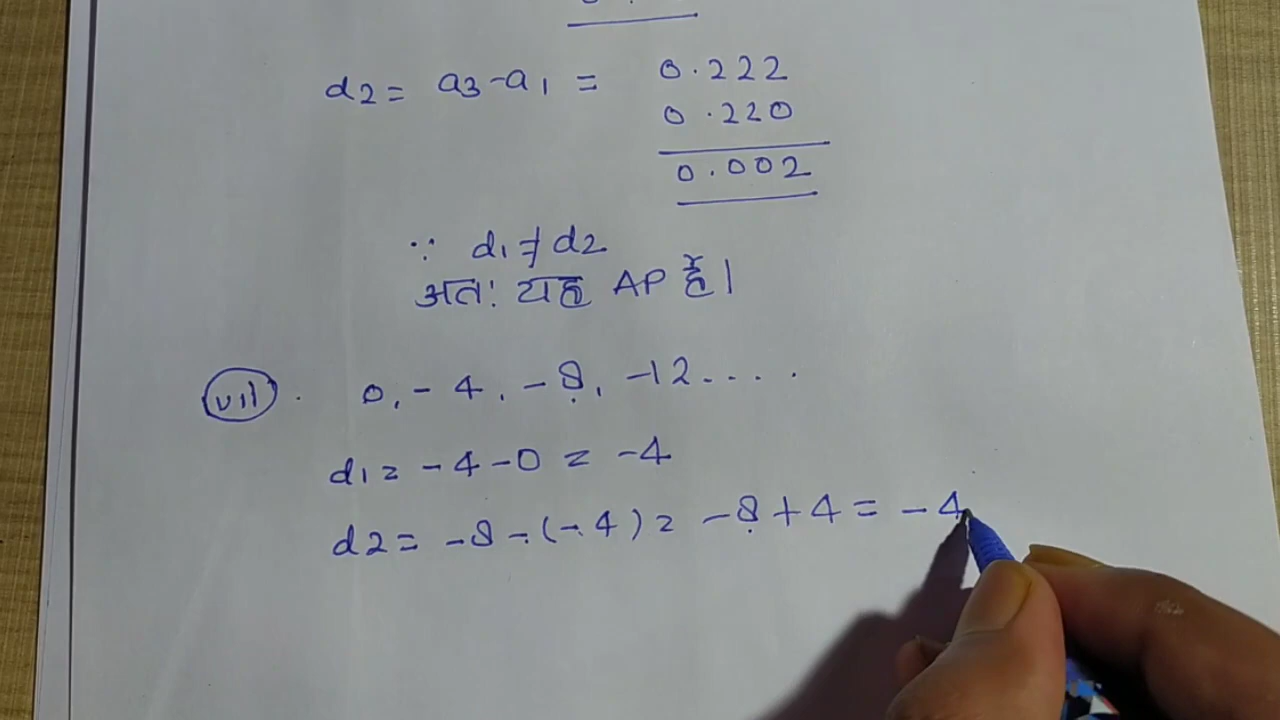 d2 = a3 - a1 = 0.222
0.220
0.002
∵ d1 ≠ d2
अतः यह AP है।
(vii). 0, -4, -8, -12....
d1 = -4-0 = -4
d2 = -8-(-4) = -8+4 = -4